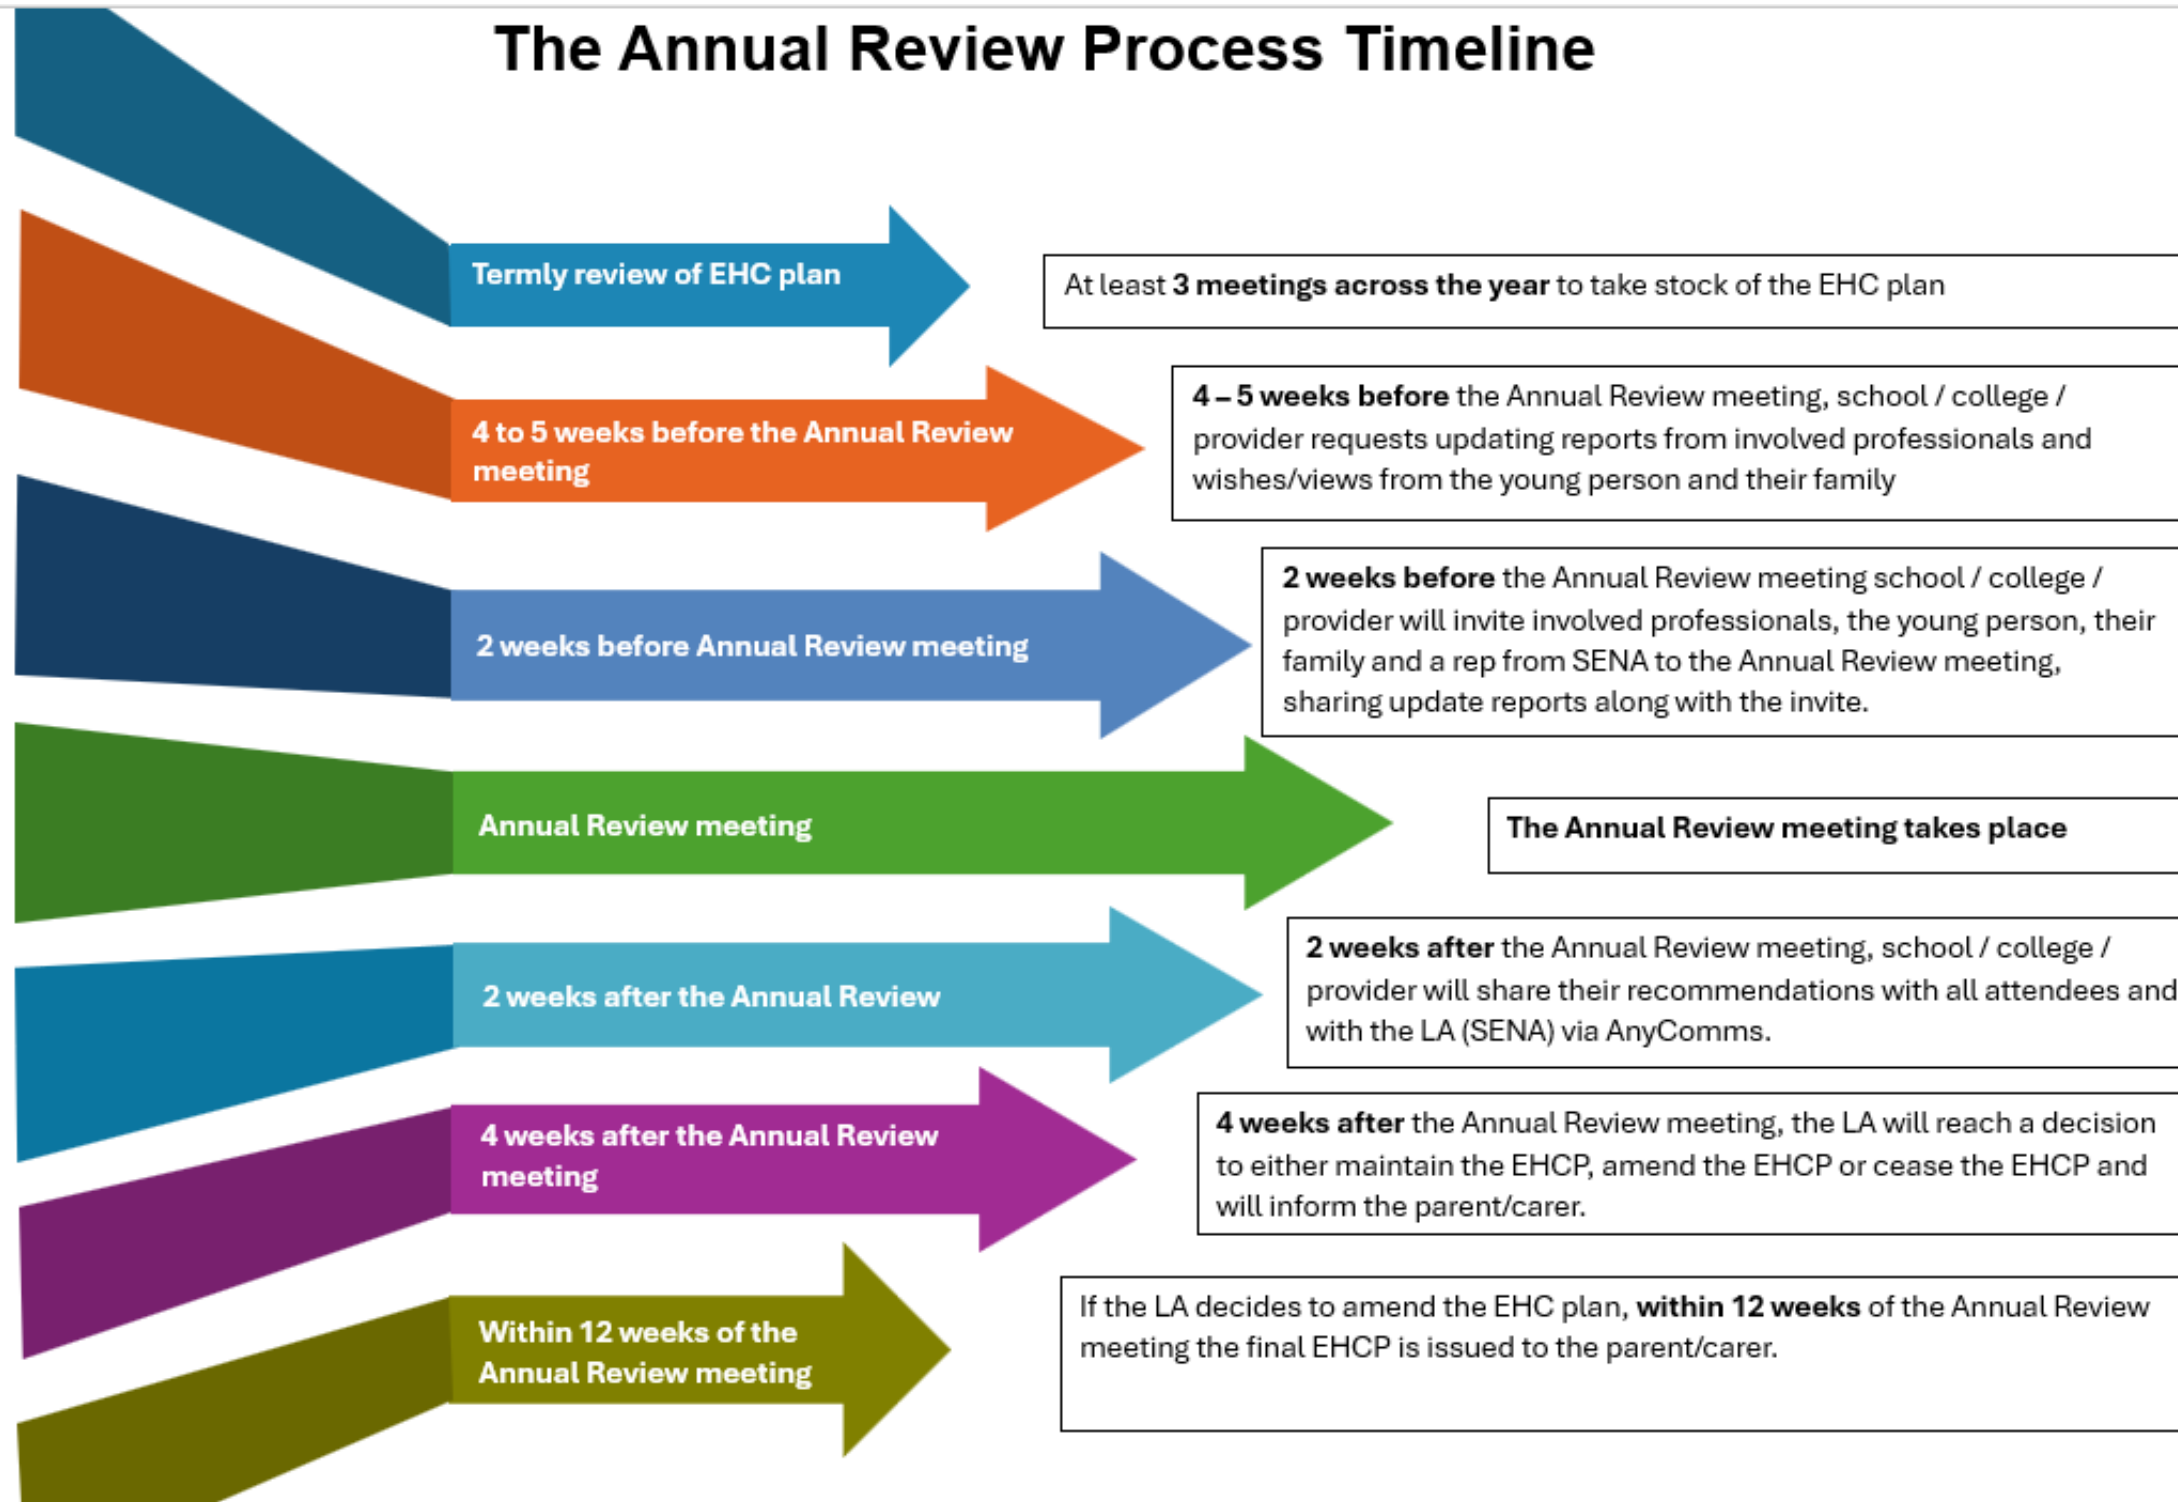 The Annual Review Process Timeline
Termly review of EHC plan
At least 3 meetings across the year to take stock of the EHC plan
4 to 5 weeks before the Annual Review
meeting
4 – 5 weeks before the Annual Review meeting, school / college /
provider requests updating reports from involved professionals and
wishes/views from the young person and their family
2 weeks before Annual Review meeting
2 weeks before the Annual Review meeting school / college /
provider will invite involved professionals, the young person, their
family and a rep from SENA to the Annual Review meeting,
sharing update reports along with the invite.
Annual Review meeting
The Annual Review meeting takes place
2 weeks after the Annual Review
2 weeks after the Annual Review meeting, school / college /
provider will share their recommendations with all attendees and
with the LA (SENA) via AnyComms.
4 weeks after the Annual Review
meeting
4 weeks after the Annual Review meeting, the LA will reach a decision
to either maintain the EHCP, amend the EHCP or cease the EHCP and
will inform the parent/carer.
Within 12 weeks of the
Annual Review meeting
If the LA decides to amend the EHC plan, within 12 weeks of the Annual Review
meeting the final EHCP is issued to the parent/carer.